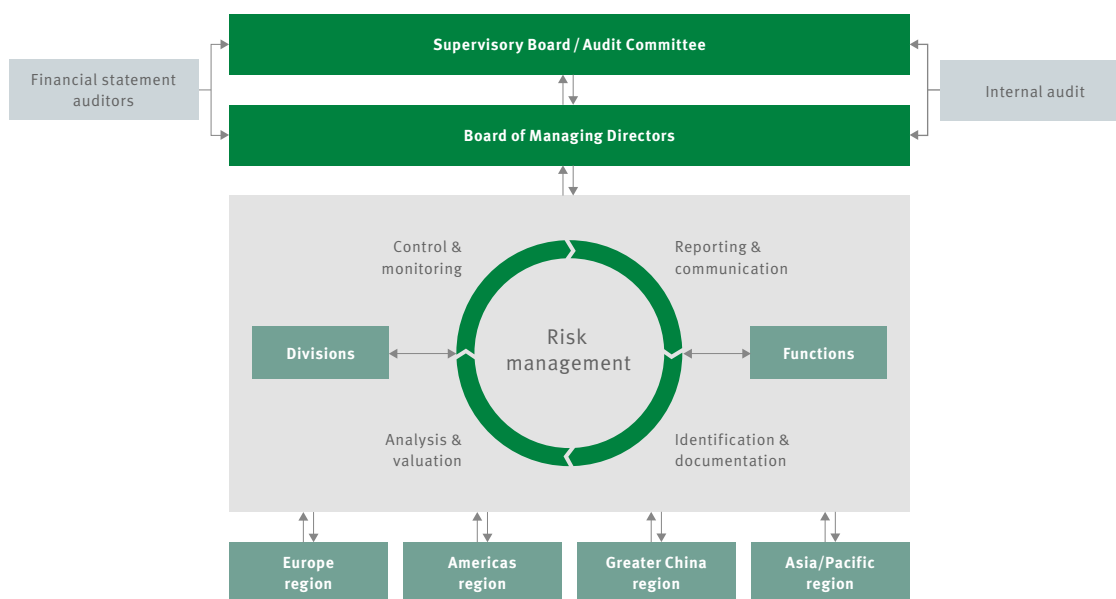 Supervisory Board / Audit Committee
Financial statement
auditors
Internal audit
Board of Managing Directors
Control &
monitoring
Reporting &
communication
Divisions
Risk
management
Functions
Analysis &
valuation
Identification &
documentation
Europe
region
Americas
region
Greater China
region
Asia/Pacific
region